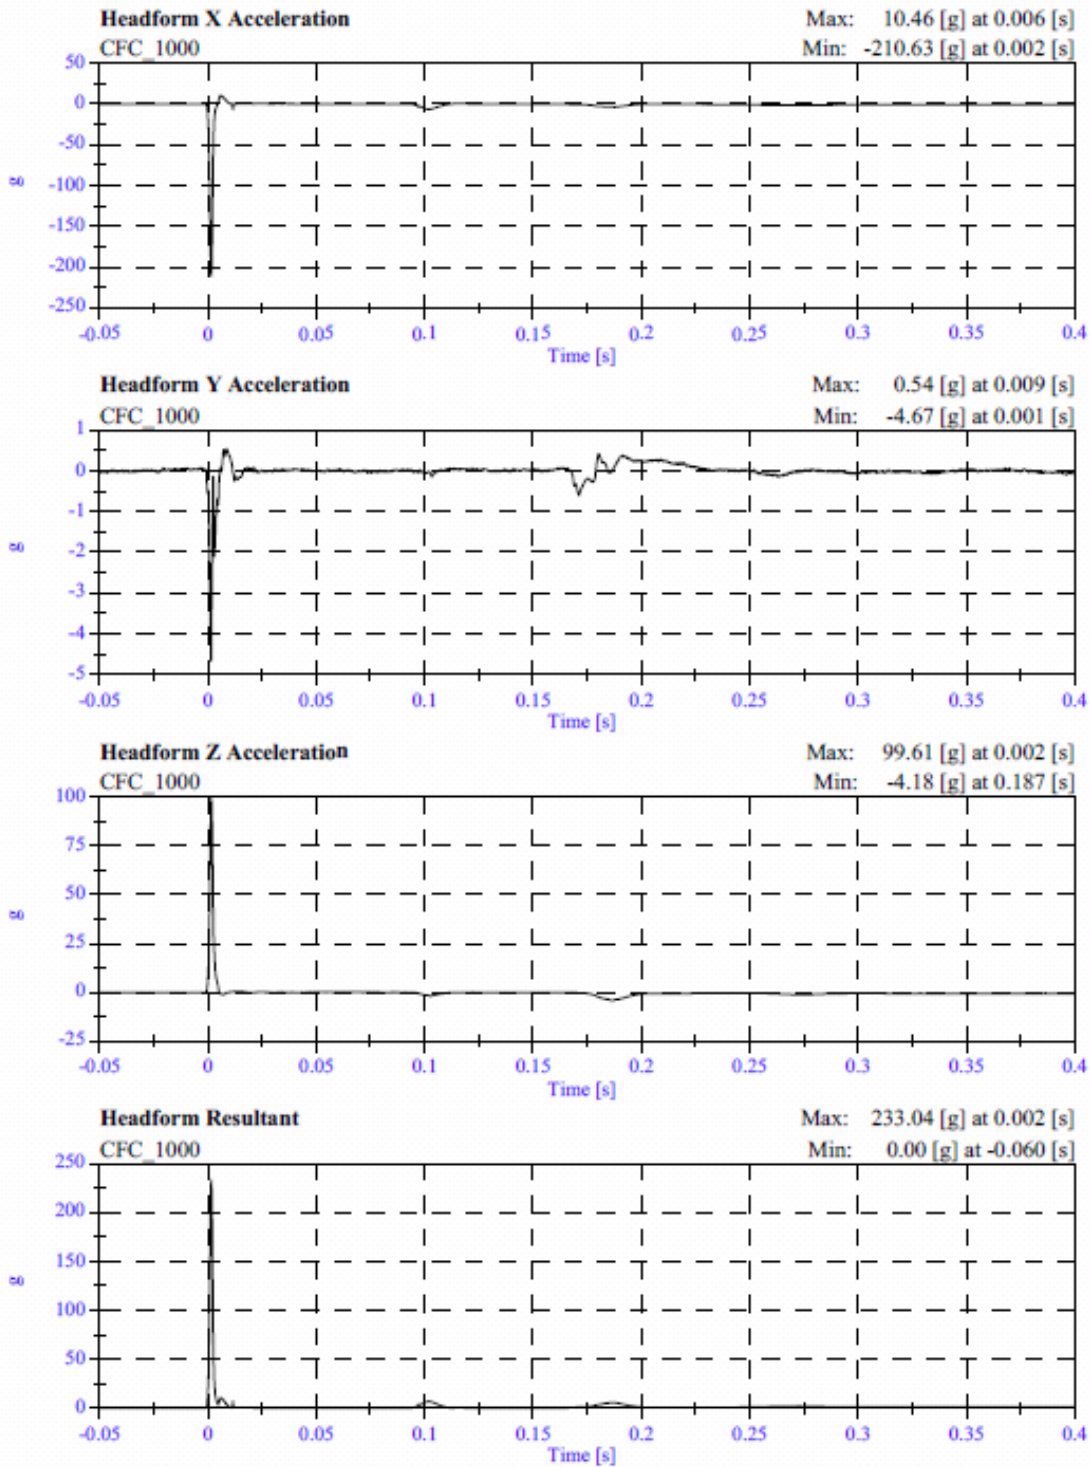 Headform X Acceleration
Max: 10.46 [g] at 0.006 [s]
CFC_1000
Min: -210.63 [g] at 0.002 [s]
50
0
-50
-100
-150
-200
-250
g
-0.05 0 0.05 0.1 0.15 0.2 0.25 0.3 0.35 0.4
Time [s]
Headform Y Acceleration
Max: 0.54 [g] at 0.009 [s]
CFC_1000
Min: -4.67 [g] at 0.001 [s]
1
0
-1
-2
-3
-4
-5
g
-0.05 0 0.05 0.1 0.15 0.2 0.25 0.3 0.35 0.4
Time [s]
Headform Z Acceleration
Max: 99.61 [g] at 0.002 [s]
CFC_1000
Min: -4.18 [g] at 0.187 [s]
100
75
50
25
0
-25
g
-0.05 0 0.05 0.1 0.15 0.2 0.25 0.3 0.35 0.4
Time [s]
Headform Resultant
Max: 233.04 [g] at 0.002 [s]
CFC_1000
Min: 0.00 [g] at -0.060 [s]
250
200
150
100
50
0
g
-0.05 0 0.05 0.1 0.15 0.2 0.25 0.3 0.35 0.4
Time [s]